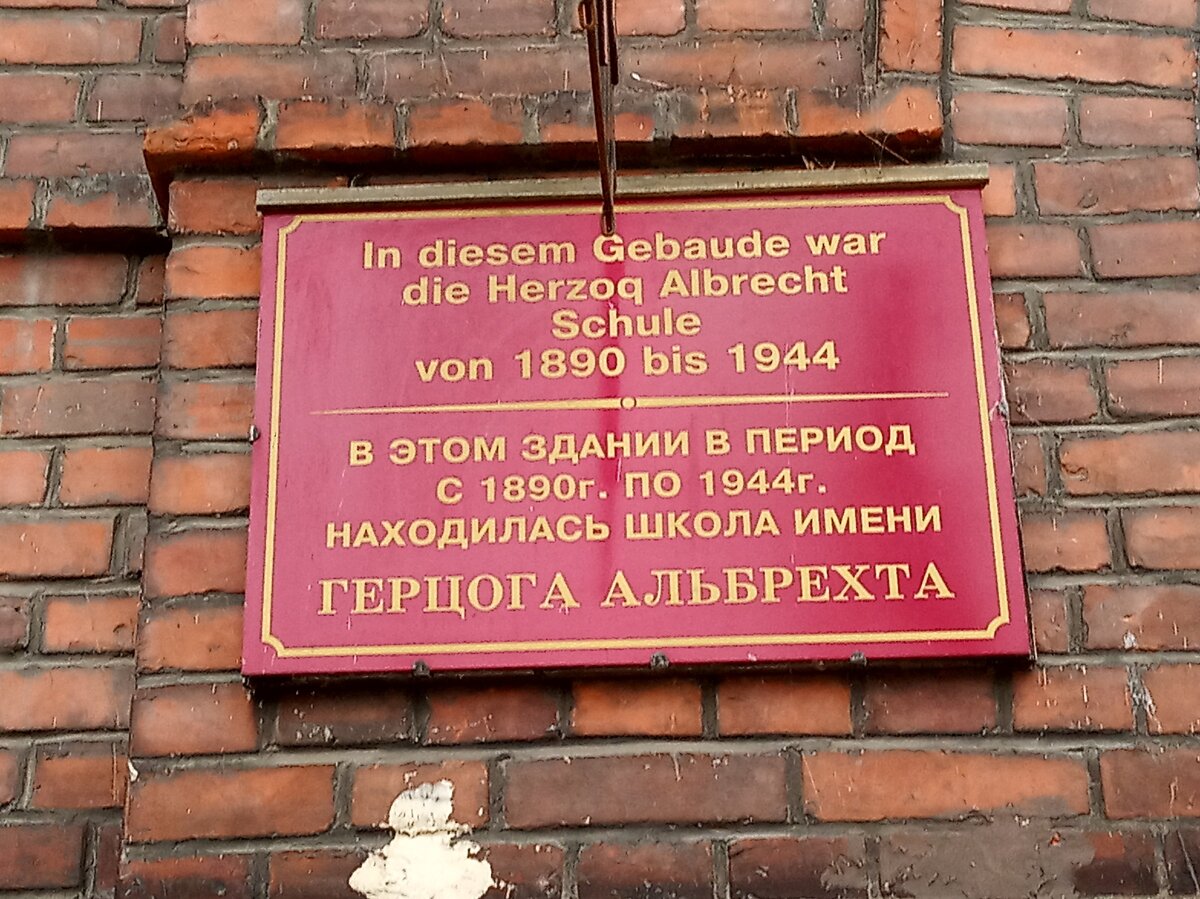 In diesem Gebaude war
die Herzog Albrecht
Schule
von 1890 bis 1944
В ЭТОМ ЗДАНИИ В ПЕРИОД
С 1890г. ПО 1944г.
НАХОДИЛАСЬ ШКОЛА ИМЕНИ
ГЕРЦОГА АЛЬБРЕХТА